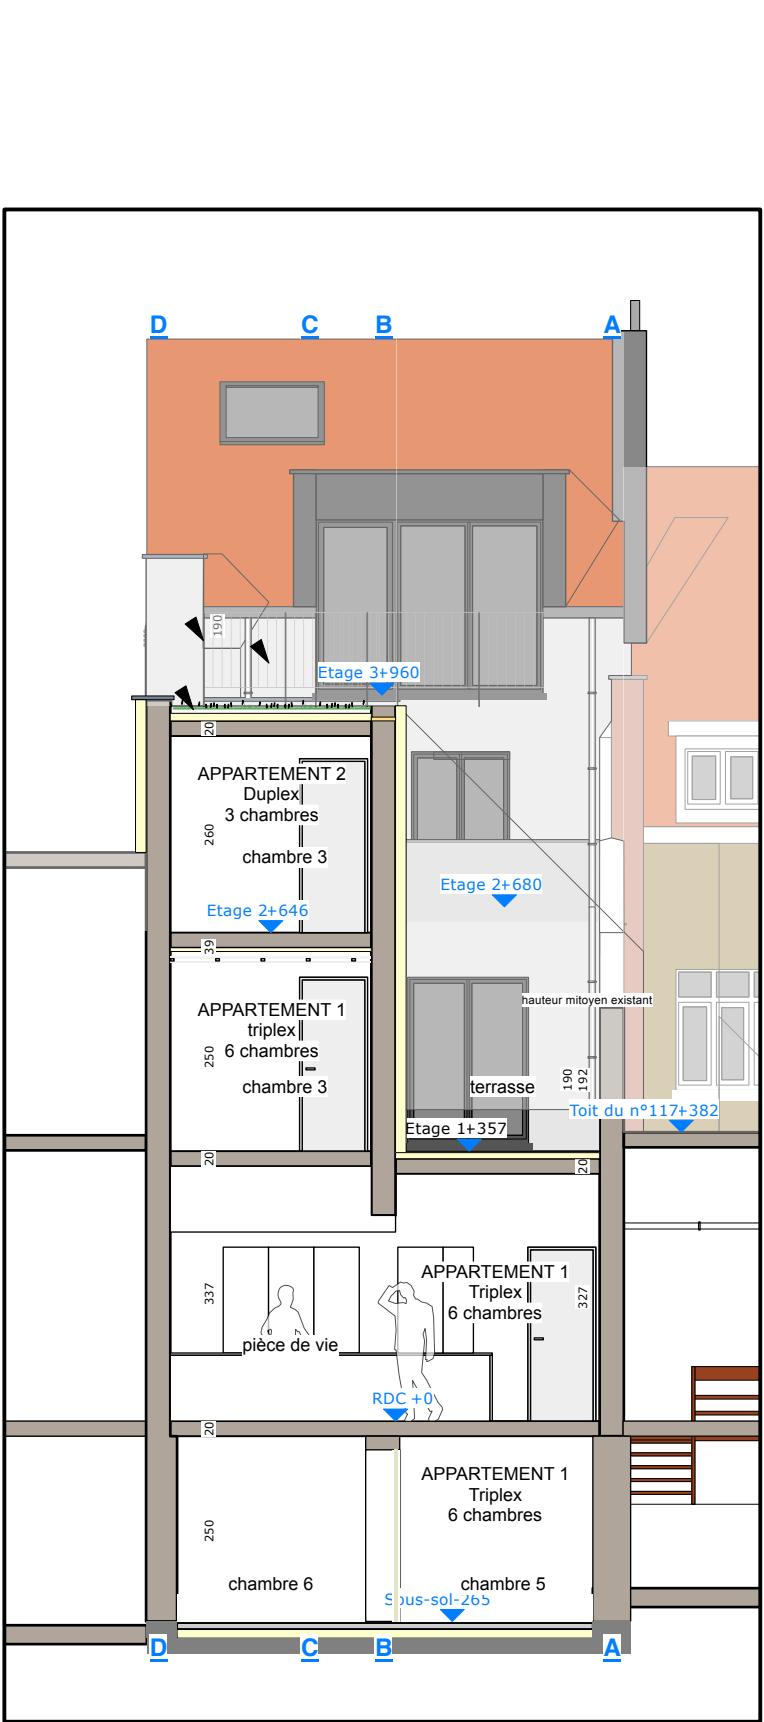 D C B A
190
Etage 3+960
20
APPARTEMENT 2
Duplex
3 chambres
260
chambre 3
Etage 2+680
Etage 2+646
39
hauteur mitoyen existant
APPARTEMENT 1
triplex
6 chambres
250
chambre 3
terrasse
190
192
Toit du n°117+382
Etage 1+357
20
20
APPARTEMENT 1
Triplex
6 chambres
337
327
pièce de vie
RDC +0
20
APPARTEMENT 1
Triplex
6 chambres
250
chambre 6
chambre 5
Sous-sol-265
D C B A